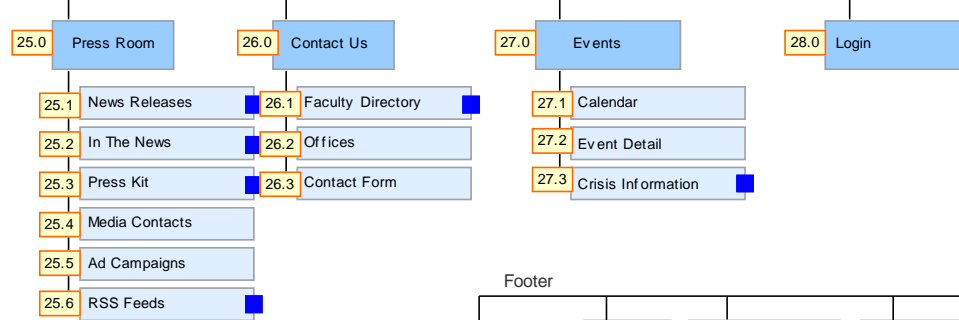 25.0 Press Room
26.0 Contact Us
27.0 Events
28.0 Login
25.1 News Releases
25.2 In The News
25.3 Press Kit
25.4 Media Contacts
25.5 Ad Campaigns
25.6 RSS Feeds
26.1 Faculty Directory
26.2 Offices
26.3 Contact Form
27.1 Calendar
27.2 Event Detail
27.3 Crisis Information
Footer